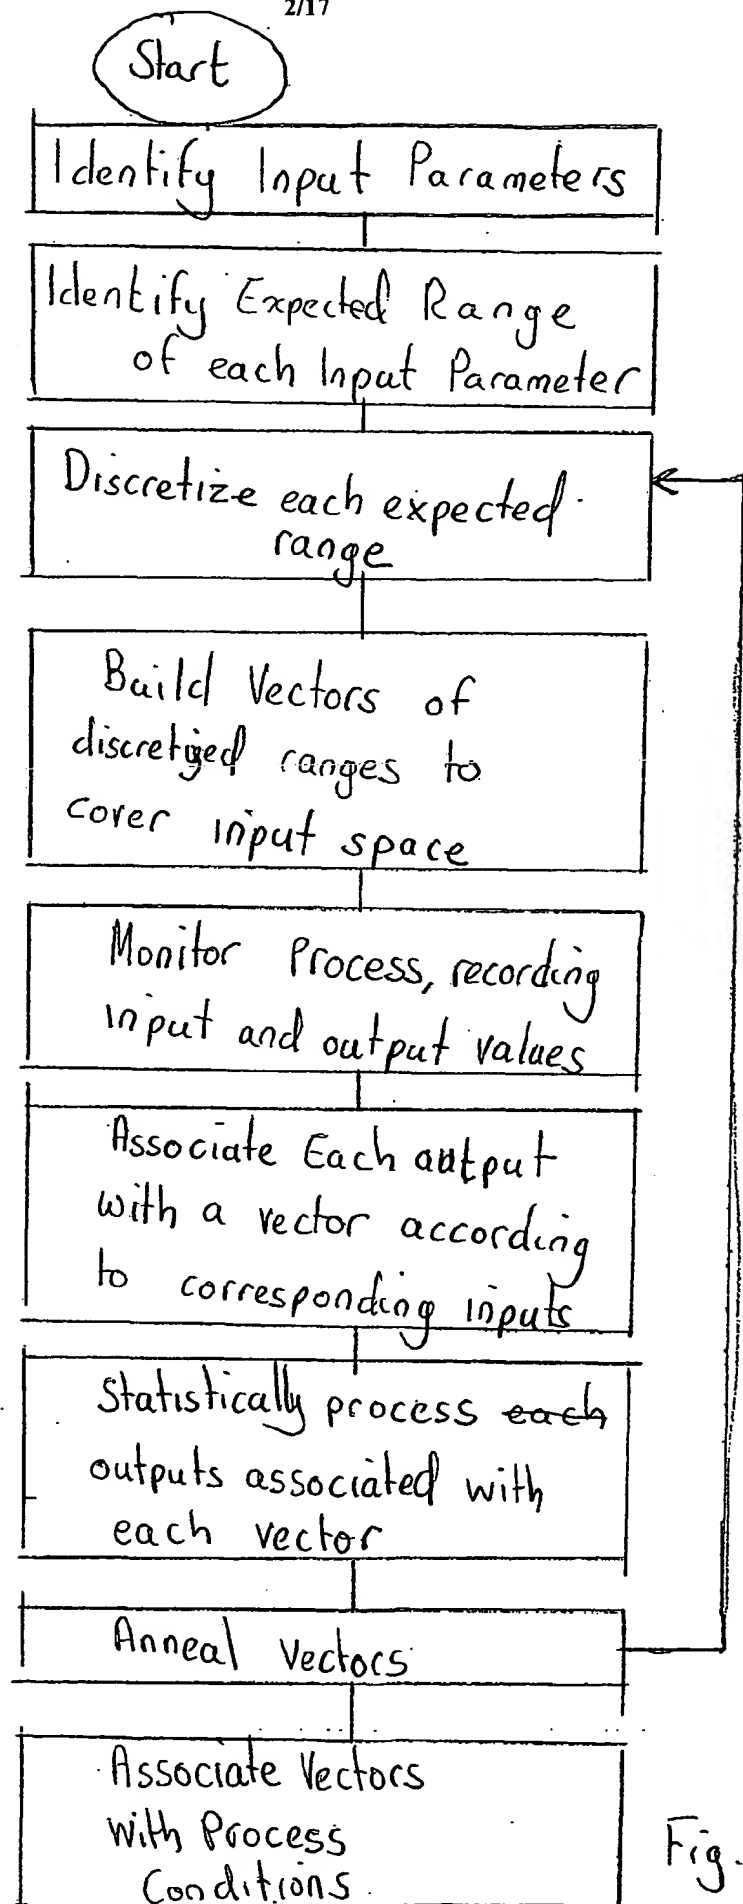 2/17
Start
Identify Input Parameters
Identify Expected Range
of each Input Parameter
Discretize each expected
range
Build Vectors of
discretized ranges to
cover input space
Monitor Process, recording
input and output values
Associate Each output
with a vector according
to corresponding inputs
Statistically process each
outputs associated with
each vector
Anneal Vectors
Associate Vectors
with Process
Conditions
Fig.